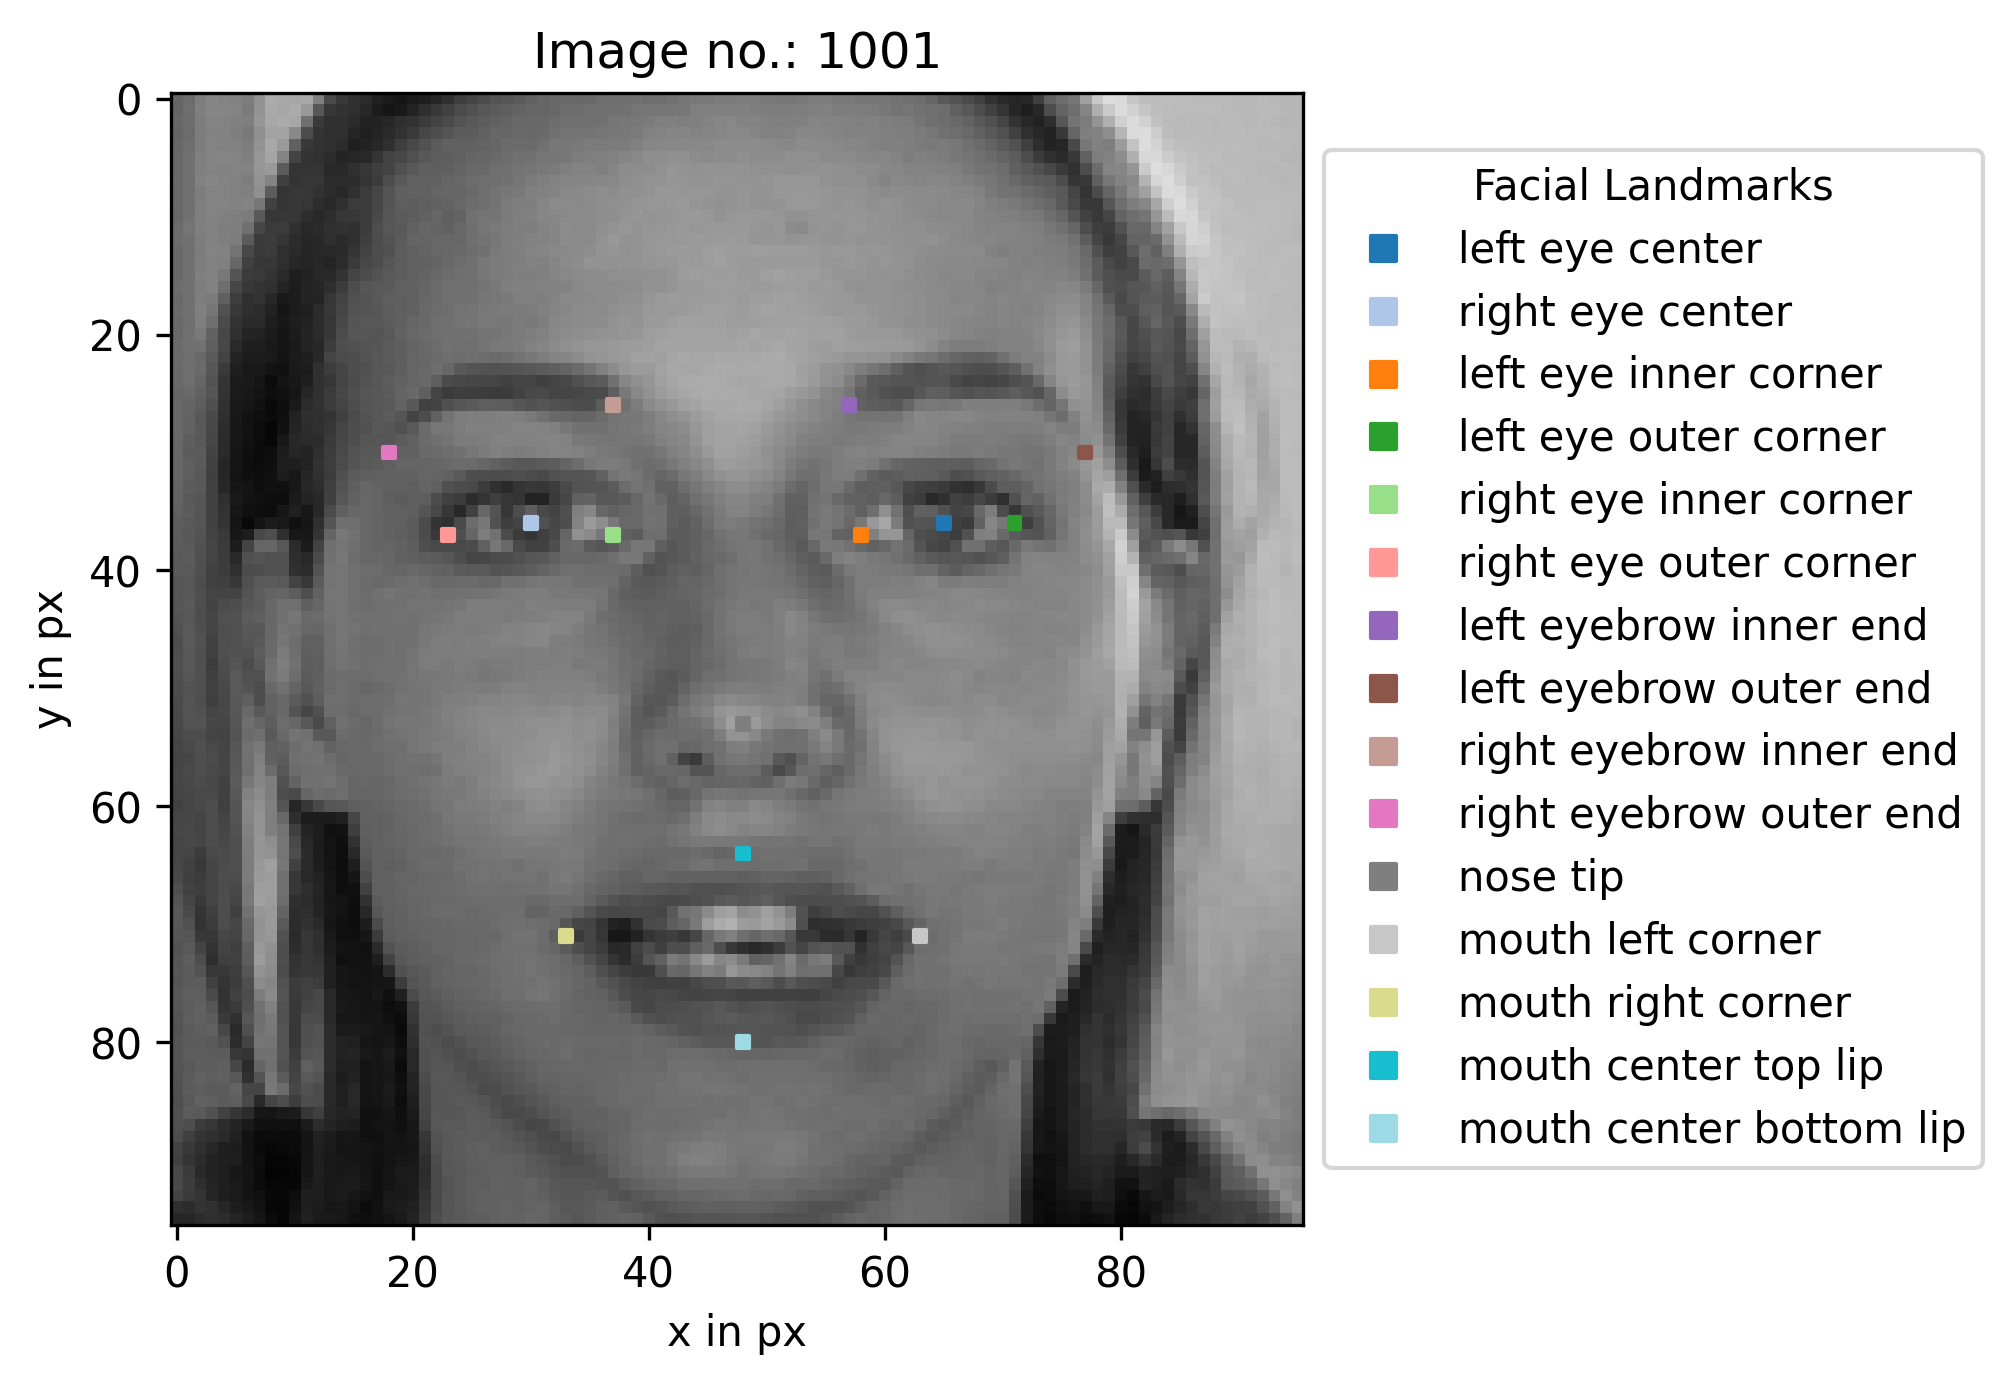 Image no.: 1001
0
20
40
60
80
y in px
0 20 40 60 80
x in px
Facial Landmarks
left eye center
right eye center
left eye inner corner
left eye outer corner
right eye inner corner
right eye outer corner
left eyebrow inner end
left eyebrow outer end
right eyebrow inner end
right eyebrow outer end
nose tip
mouth left corner
mouth right corner
mouth center top lip
mouth center bottom lip